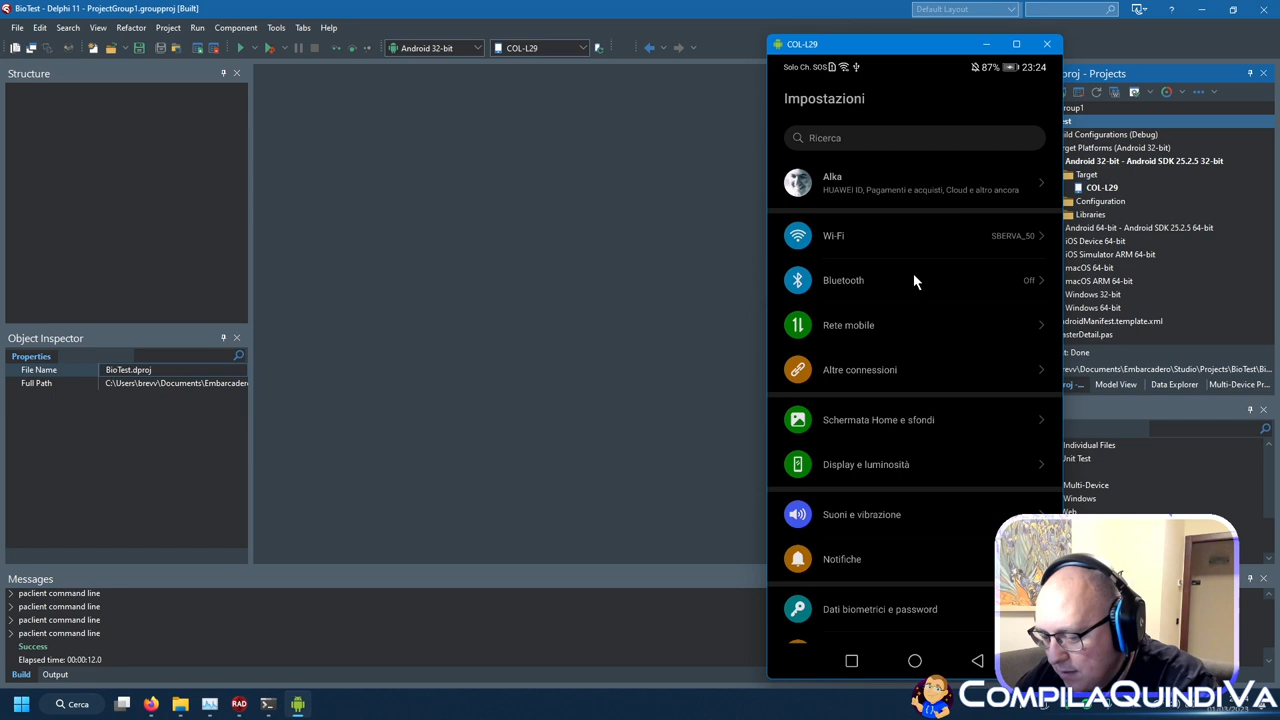 BioTest - Delphi 11 - ProjectGroup1.groupproj [Built]
Default Layout
File Edit Search View Refactor Project Run Component Tools Tabs Help
Android 32-bit
COL-L29
Structure
Object Inspector
Properties
File Name BioTest.dproj
Full Path C:\Users\brevv\Documents\Embarcadero
Messages
paclient command line
paclient command line
paclient command line
paclient command line
Success
Elapsed time: 00:00:12.0
Build Output
COL-L29
Solo Ch. SOS 87% 23:24
Impostazioni
Ricerca
Alka
HUAWEI ID, Pagamenti e acquisti, Cloud e altro ancora
Wi-Fi SBERVA_50
Bluetooth Off
Rete mobile
Altre connessioni
Schermata Home e sfondi
Display e luminosità
Suoni e vibrazione
Notifiche
Dati biometrici e password
proj - Projects
roup1
est
ild Configurations (Debug)
rget Platforms (Android 32-bit)
Android 32-bit - Android SDK 25.2.5 32-bit
Target
COL-L29
Configuration
Libraries
Android 64-bit - Android SDK 25.2.5 64-bit
iOS Device 64-bit
iOS Simulator ARM 64-bit
macOS 64-bit
macOS ARM 64-bit
Windows 32-bit
Windows 64-bit
droidManifest.template.xml
asterDetail.pas
t: Done
evv\Documents\Embarcadero\Studio\Projects\BioTest\Bi...
roj -... Model View Data Explorer Multi-Device Pr...
ndividual Files
Unit Test
Multi-Device
Windows
Web
Cerca
RAD
CompilaQuindiVa